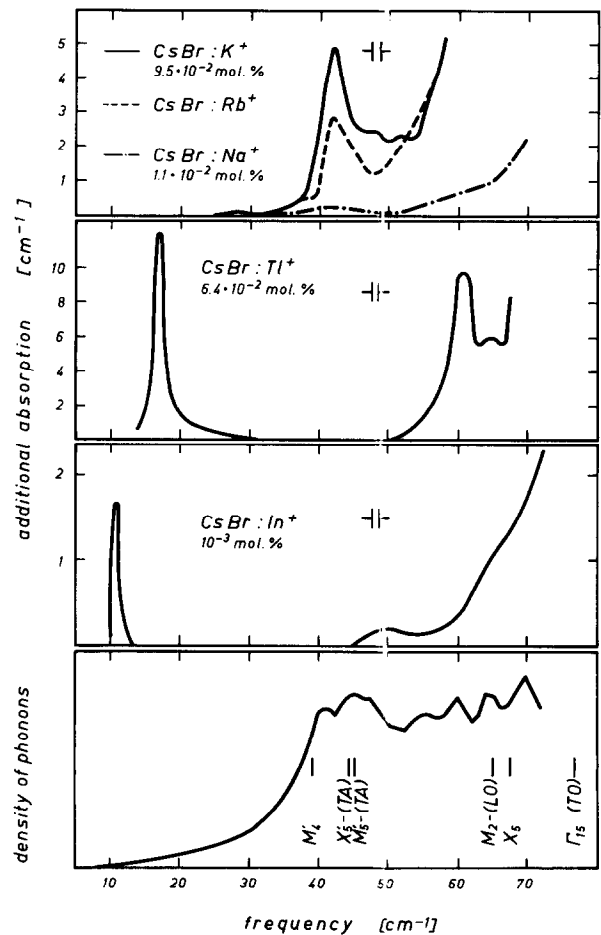 additional absorption [cm⁻¹]
density of phonons
5
4
3
2
1
CsBr : K⁺
9.5·10⁻² mol. %
CsBr : Rb⁺
CsBr : Na⁺
1.1·10⁻² mol. %
10
8
6
4
2
CsBr : Tl⁺
6.4·10⁻² mol. %
2
1
CsBr : In⁺
10⁻³ mol. %
M₄'
X₅'-(TA)
M₅'-(TA)
M₂'-(LO)
Γ₁₅ (TO)
10 20 30 40 50 60 70
frequency [cm⁻¹]